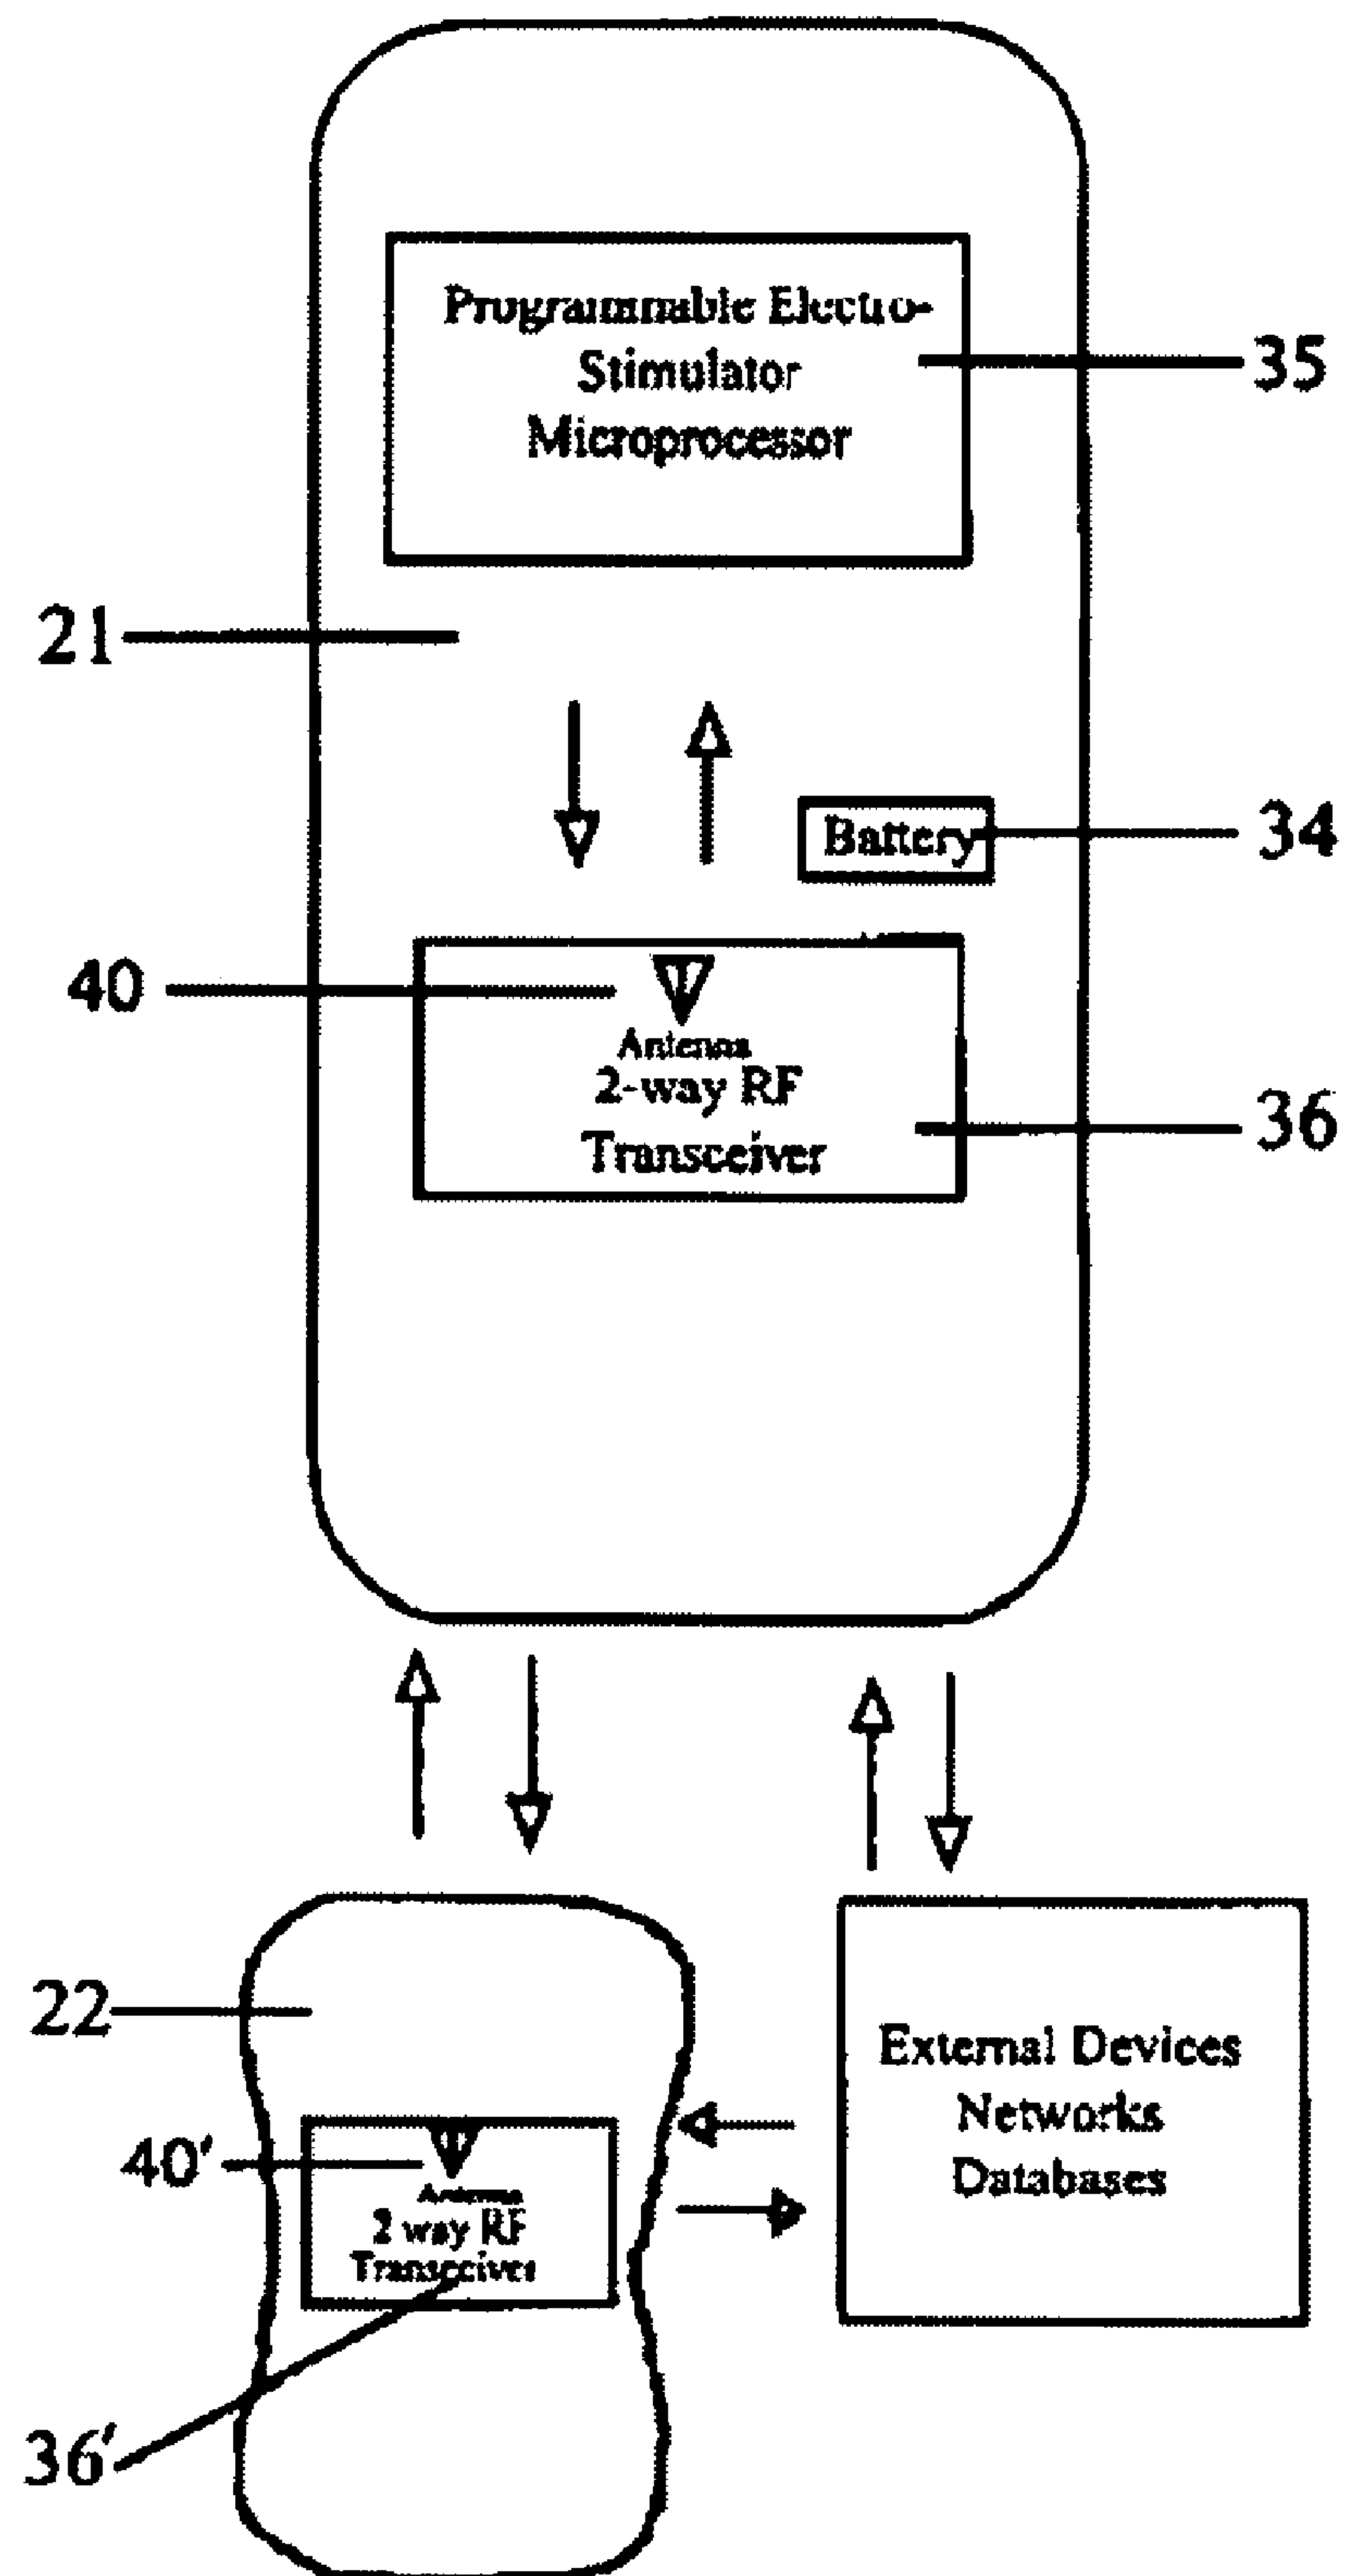 Programmable Electro-
Stimulator
Microprocessor
35
21
Battery
34
40
Antenna
2-way RF
Transceiver
36
22
External Devices
Networks
Databases
40'
Antenna
2 way RF
Transceiver
36'